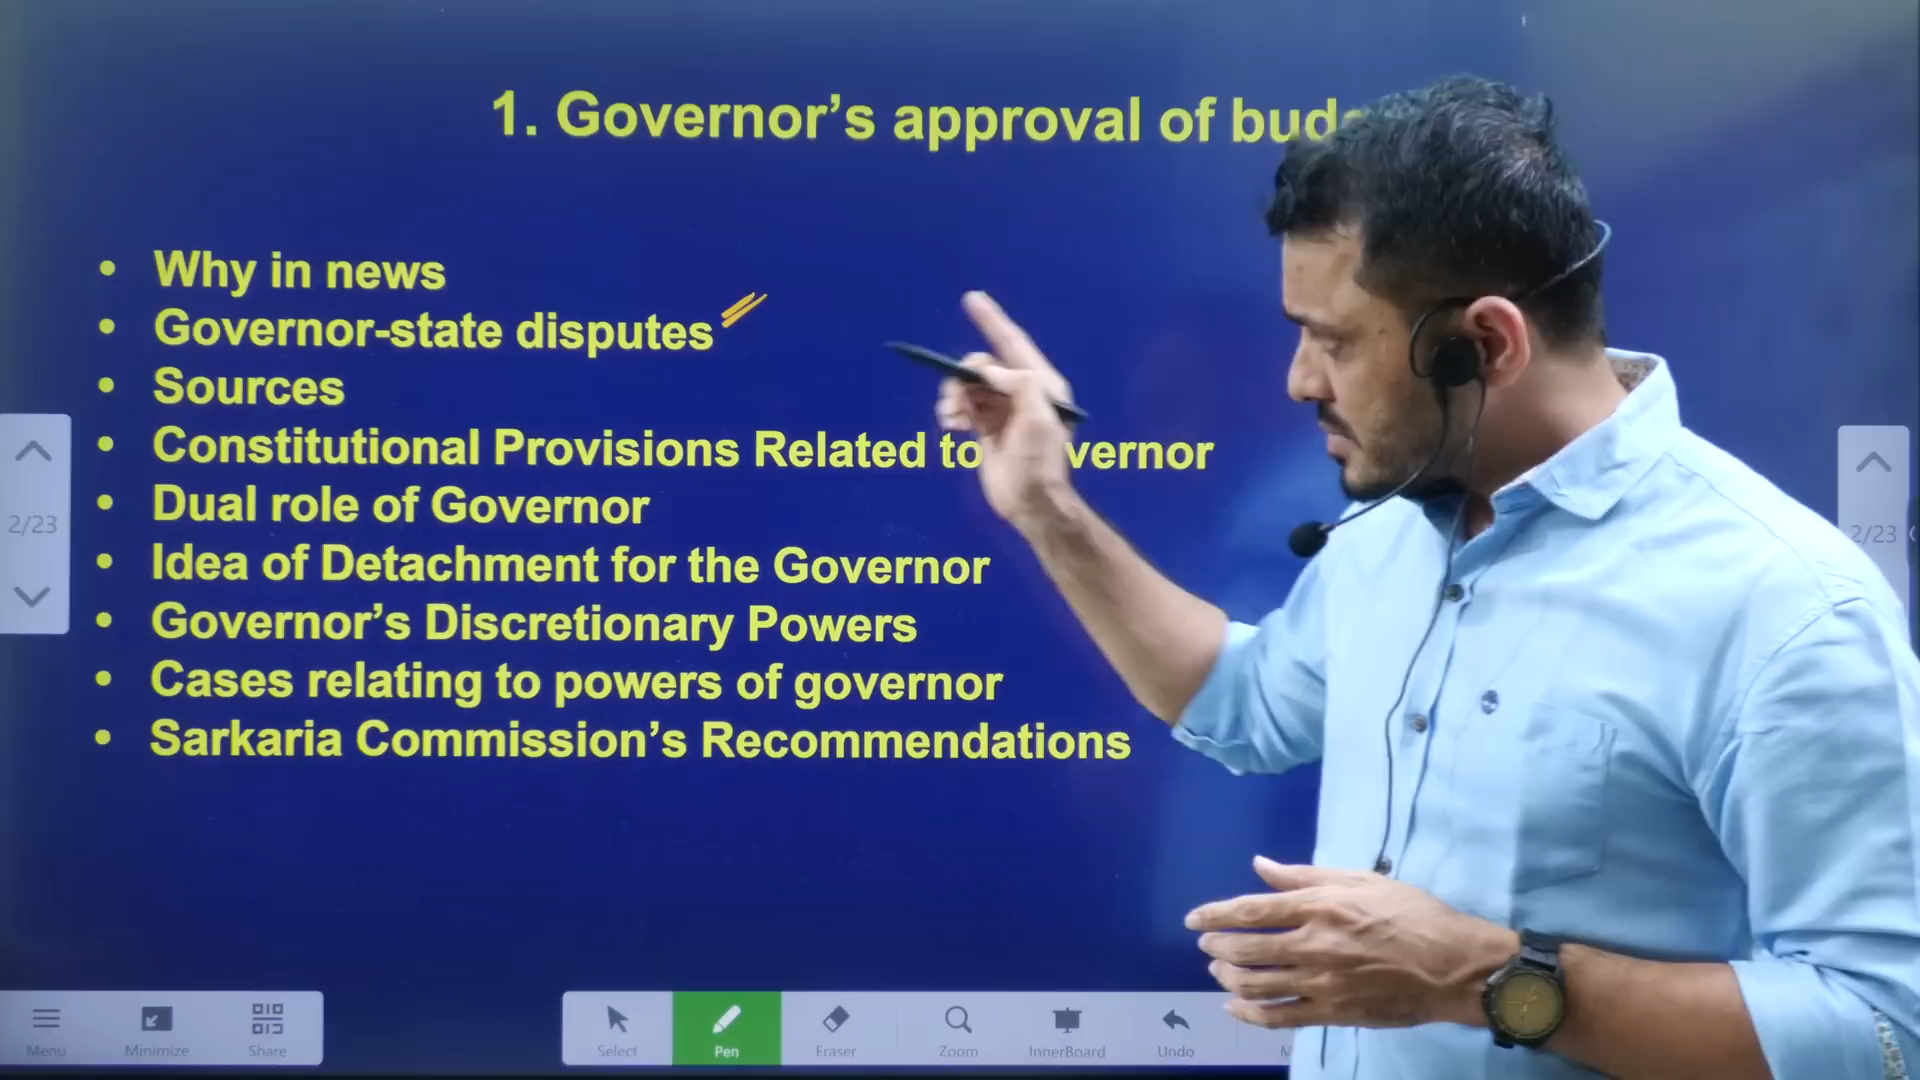 1. Governor's approval of
• Why in news
• Governor-state disputes
• Sources
• Constitutional Provisions Related to
• Dual role of Governor
• Idea of Detachment for the Governor
• Governor's Discretionary Powers
• Cases relating to powers of governor
• Sarkaria Commission's Recommendations
2/23
2/23
Menu
Minimize
Share
Select
Pen
Eraser
Zoom
InnerBoard
Undo